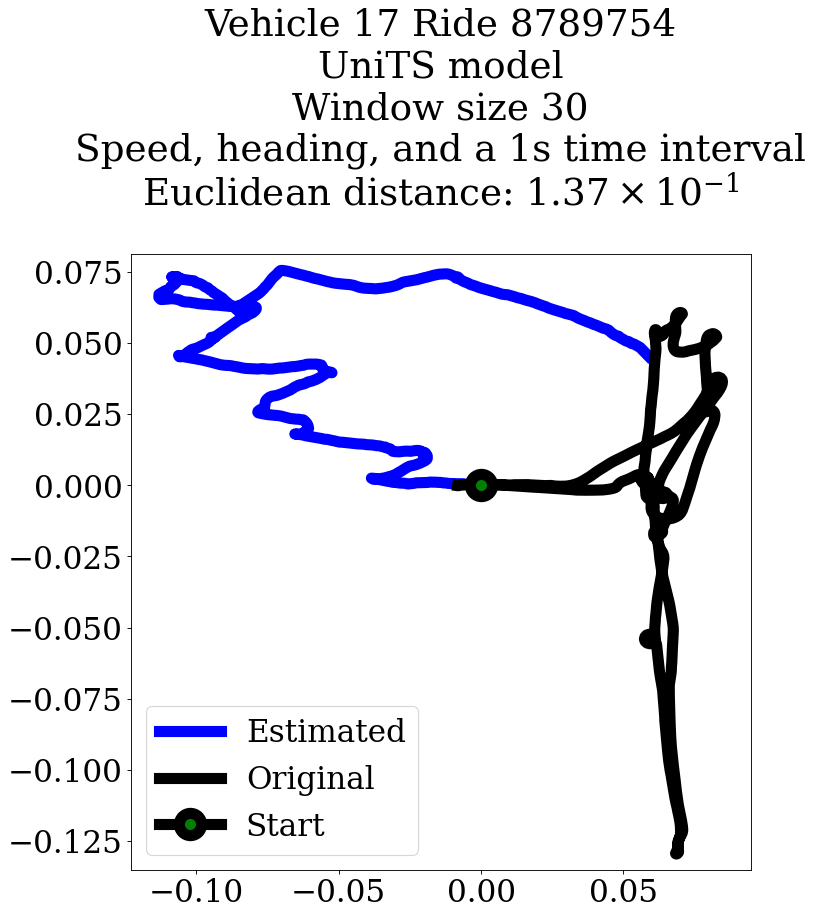 Vehicle 17 Ride 8789754
UniTS model
Window size 30
Speed, heading, and a 1s time interval
Euclidean distance: 1.37 × 10⁻¹
0.075
0.050
0.025
0.000
−0.025
−0.050
−0.075
−0.100
−0.125
Estimated
Original
Start
−0.10 −0.05 0.00 0.05